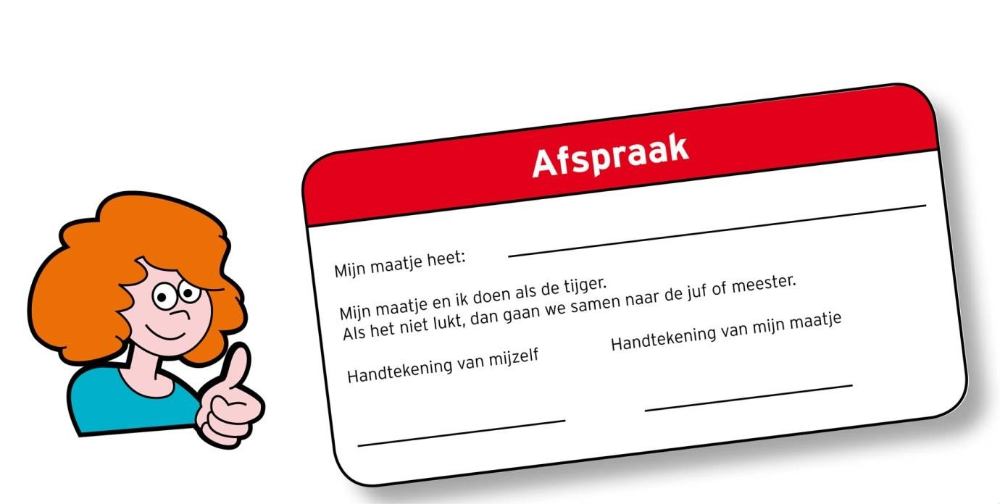 Afspraak
Mijn maatje heet:
Mijn maatje en ik doen als de tijger.
Als het niet lukt, dan gaan we samen naar de juf of meester.
Handtekening van mijzelf
Handtekening van mijn maatje